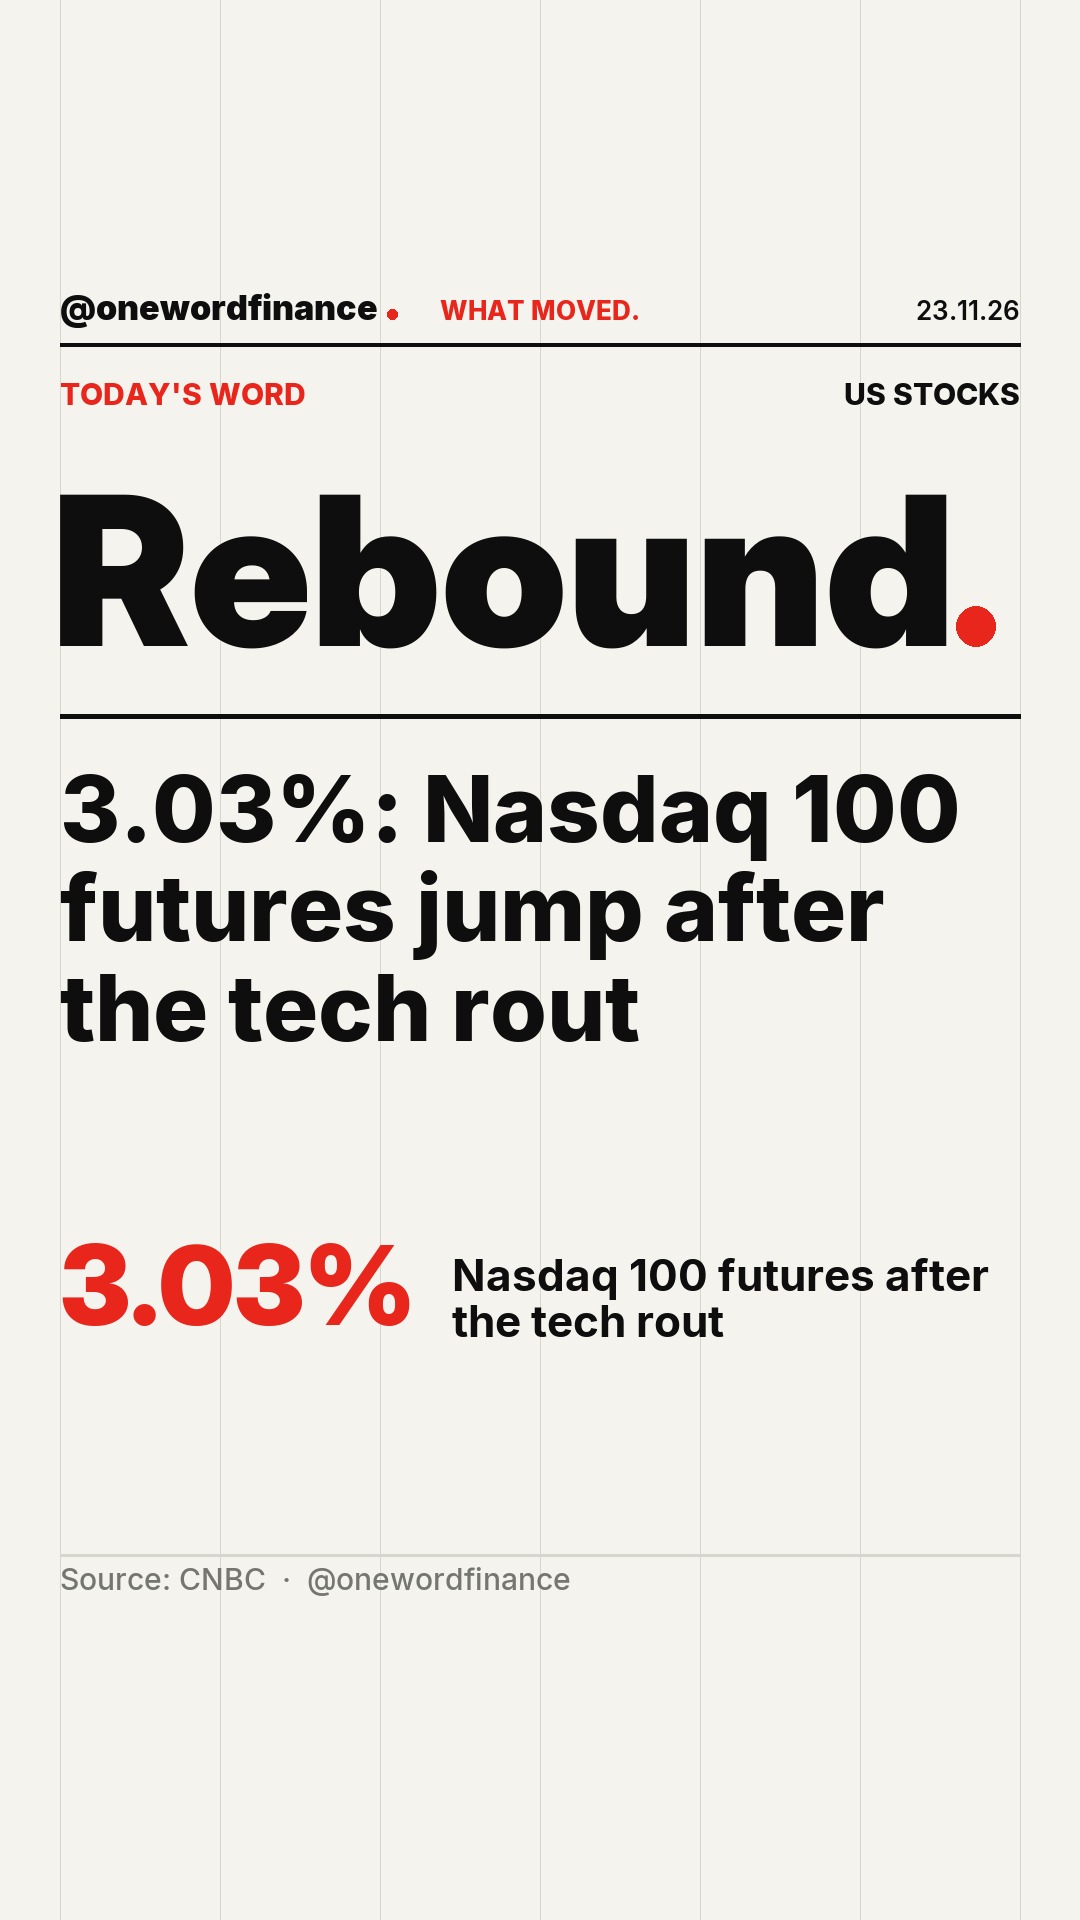 @onewordfinance
WHAT MOVED.
23.11.26
TODAY'S WORD
US STOCKS
Rebound.
3.03%: Nasdaq 100
futures jump after
the tech rout
3.03%
Nasdaq 100 futures after
the tech rout
Source: CNBC · @onewordfinance